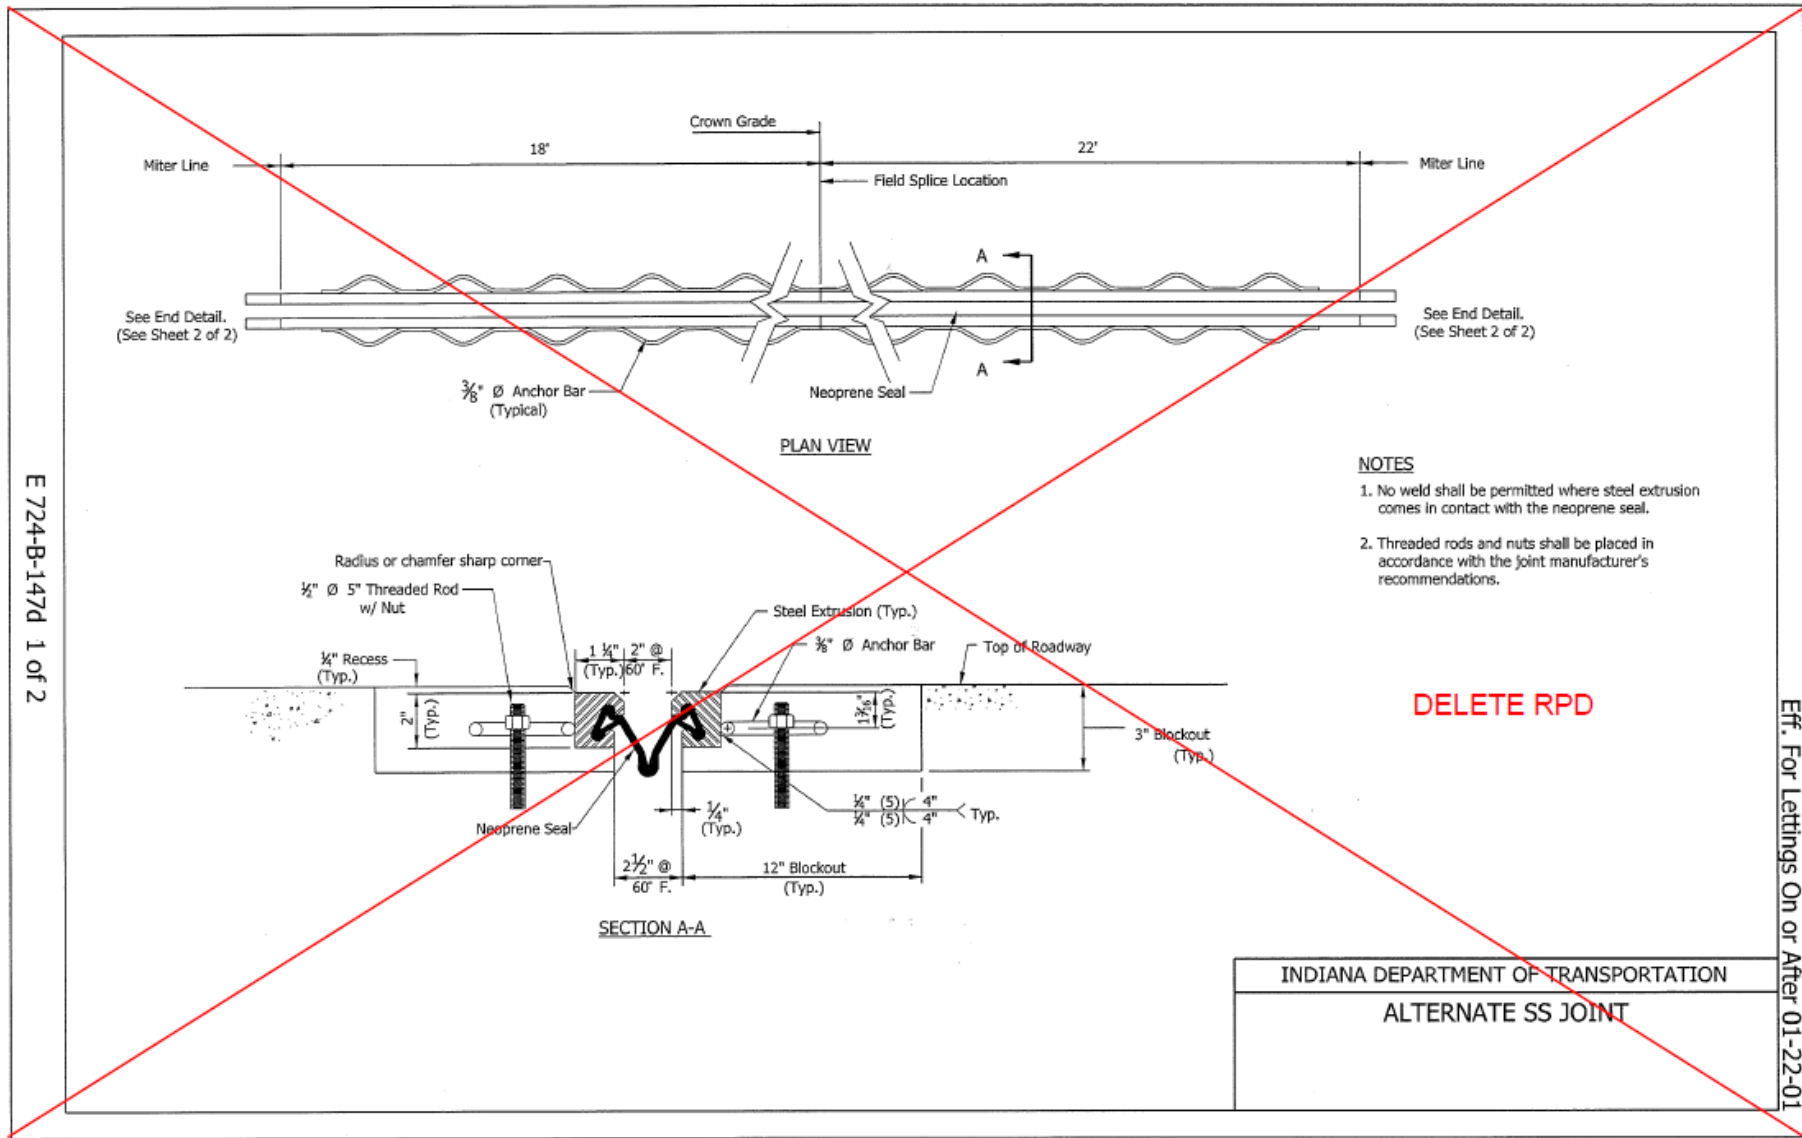 Crown Grade
18'
22'
Miter Line
Miter Line
Field Splice Location
A
See End Detail.
(See Sheet 2 of 2)
See End Detail.
(See Sheet 2 of 2)
A
⅜" Ø Anchor Bar
(Typical)
Neoprene Seal
PLAN VIEW
NOTES
1. No weld shall be permitted where steel extrusion
comes in contact with the neoprene seal.
2. Threaded rods and nuts shall be placed in
accordance with the joint manufacturer's
recommendations.
Radius or chamfer sharp corner
½" Ø 5" Threaded Rod
w/ Nut
Steel Extrusion (Typ.)
⅜" Ø Anchor Bar
Top of Roadway
¼" Recess
(Typ.)
1 ¼"
(Typ.)
2" @
60° F.
2"
(Typ.)
(Typ.)
3" Blockout
(Typ.)
¼" (5) 4"
¼" (5) 4"
Typ.
¼"
(Typ.)
Neoprene Seal
2½" @
60° F.
12" Blockout
(Typ.)
SECTION A-A
DELETE RPD
INDIANA DEPARTMENT OF TRANSPORTATION
ALTERNATE SS JOINT
E 724-B-147d 1 of 2
Eff. For Lettings On or After 01-22-01